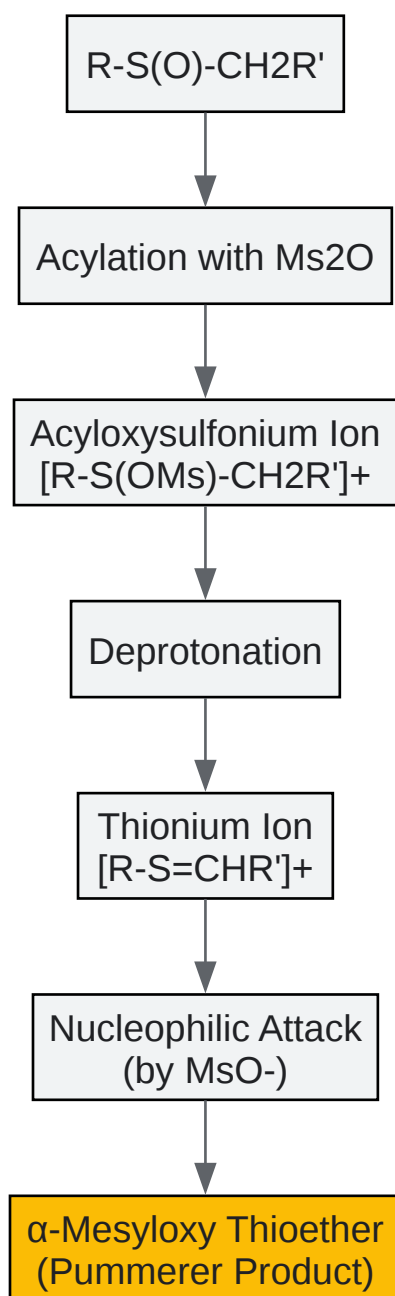 R-S(O)-CH2R'
Acylation with Ms2O
Acyloxysulfonium Ion
[R-S(OMs)-CH2R']+
Deprotonation
Thionium Ion
[R-S=CHR']+
Nucleophilic Attack
(by MsO-)
α-Mesyloxy Thioether
(Pummerer Product)